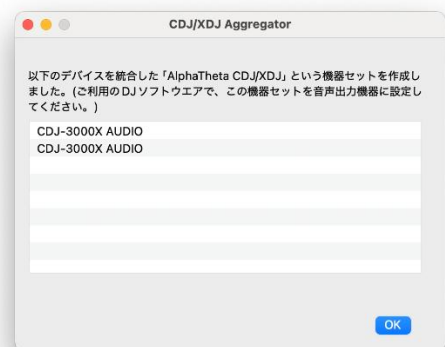 CDJ/XDJ Aggregator
以下のデバイスを統合した「AlphaTheta CDJ/XDJ」という機器セットを作成し
ました。(ご利用のDJソフトウエアで、この機器セットを音声出力機器に設定し
てください。)
CDJ-3000X AUDIO
CDJ-3000X AUDIO
OK